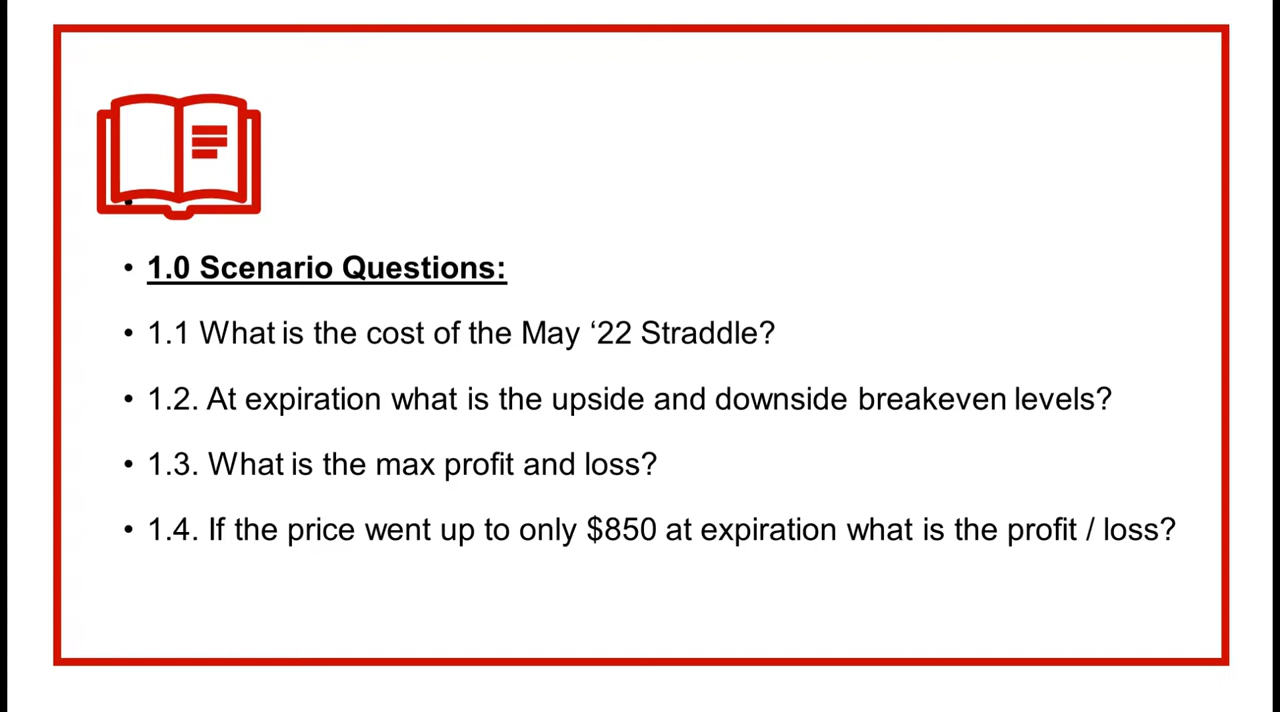 • 1.0 Scenario Questions:
• 1.1 What is the cost of the May ‘22 Straddle?
• 1.2. At expiration what is the upside and downside breakeven levels?
• 1.3. What is the max profit and loss?
• 1.4. If the price went up to only $850 at expiration what is the profit / loss?